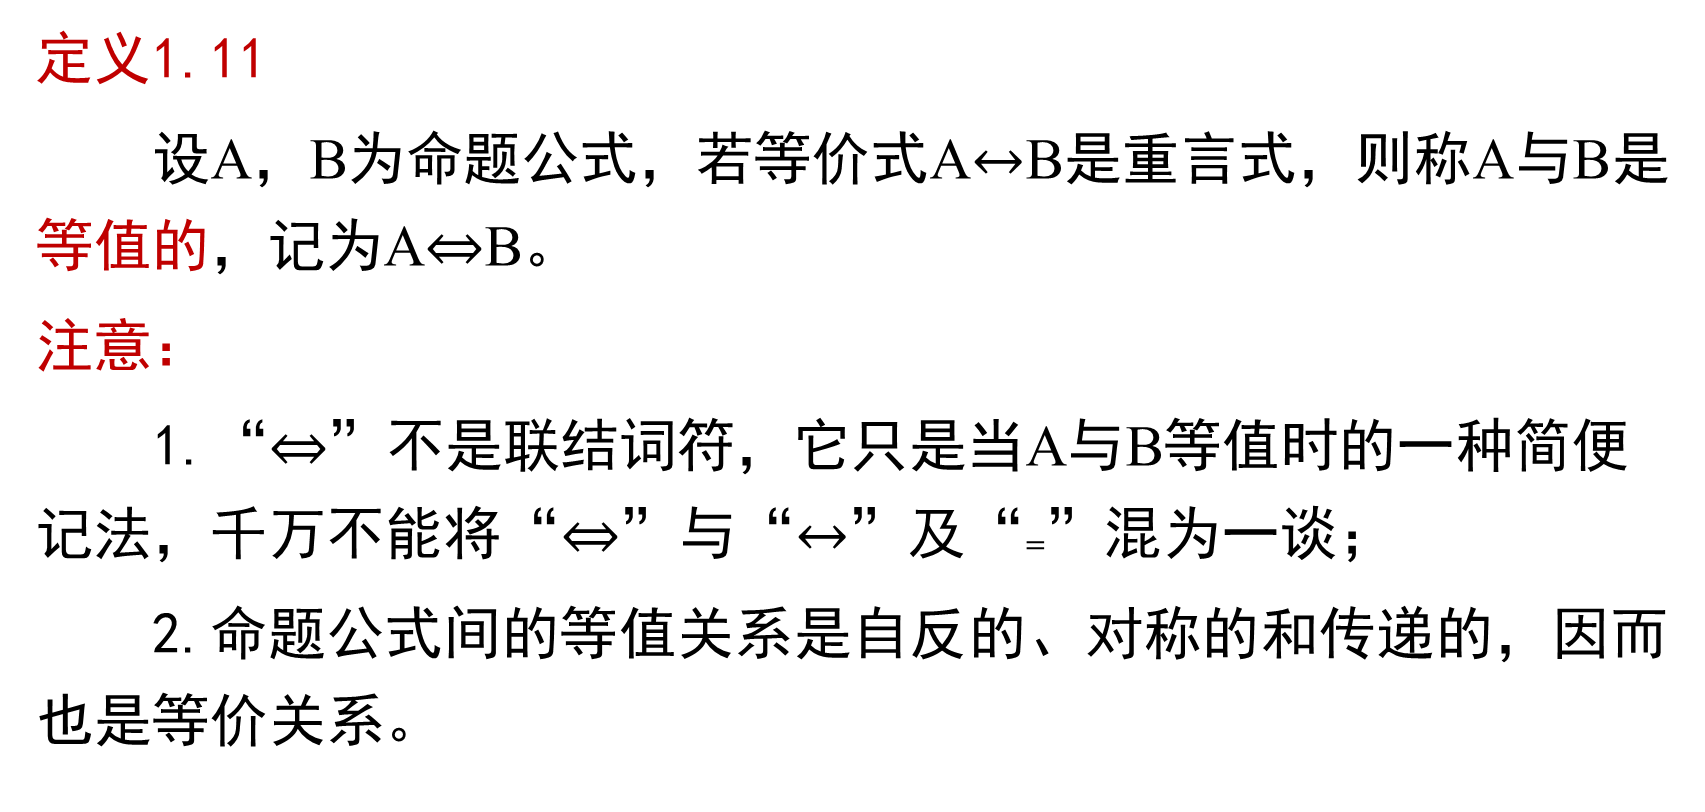 定义1.11
设A，B为命题公式，若等价式A↔B是重言式，则称A与B是
等值的，记为A⇔B。
注意：
1.“⇔”不是联结词符，它只是当A与B等值时的一种简便
记法，千万不能将“⇔”与“↔”及“=”混为一谈；
2.命题公式间的等值关系是自反的、对称的和传递的，因而
也是等价关系。